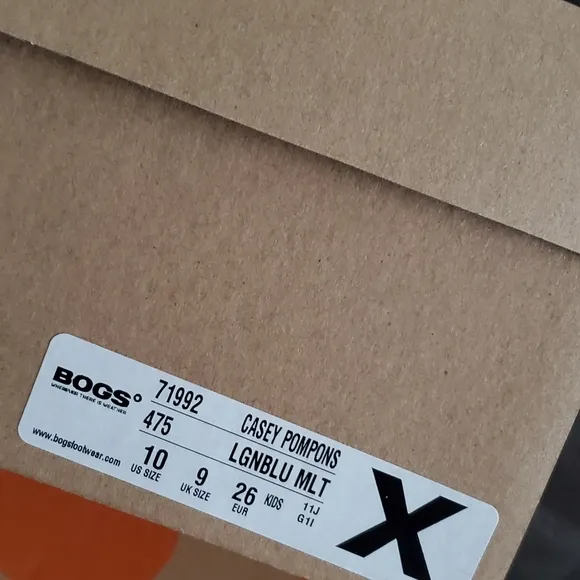 BOGS°
WHEREVER THERE IS WEATHER
www.bogsfootwear.com
71992 CASEY POMPONS
475 LGNBLU MLT
10 9 26 KIDS 11J
US SIZE UK SIZE EUR G1I
X